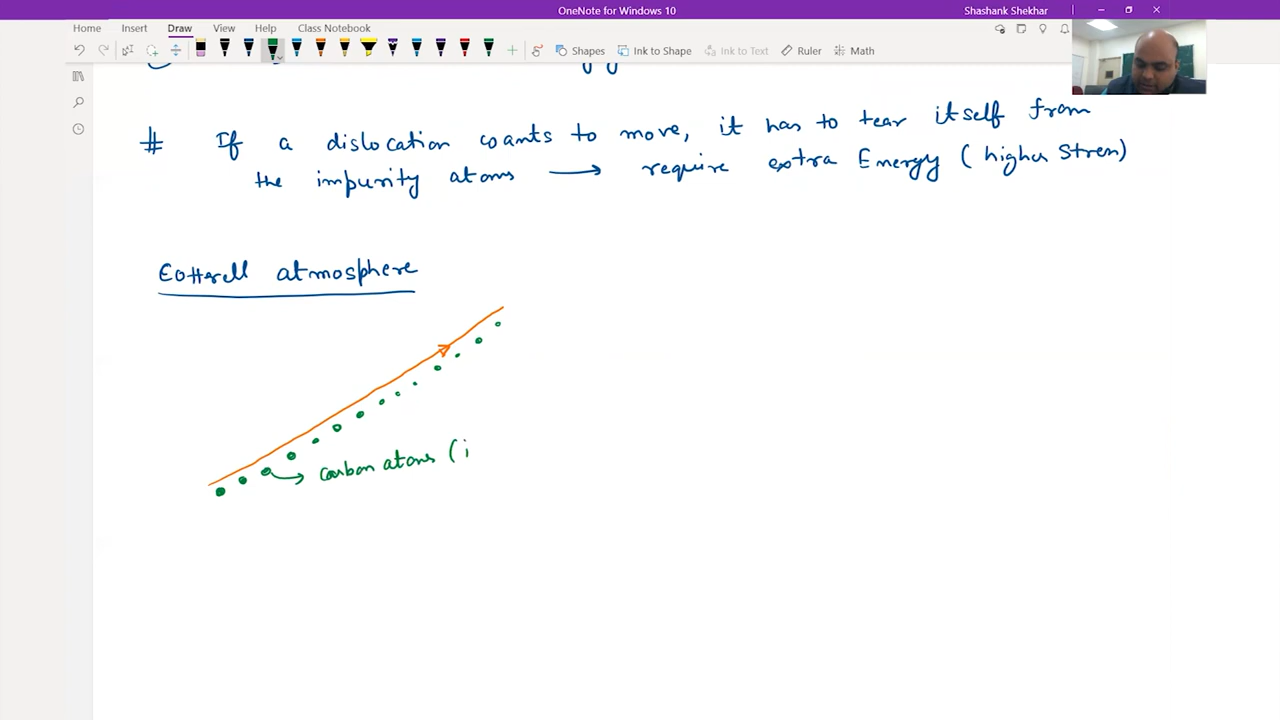 OneNote for Windows 10
Shashank Shekhar
Home Insert Draw View Help Class Notebook
Shapes Ink to Shape Ink to Text Ruler Math
# If a dislocation wants to move, it has to tear itself from
the impurity atoms → require extra Energy (higher stress)
Cottrell atmosphere
carbon atoms (i